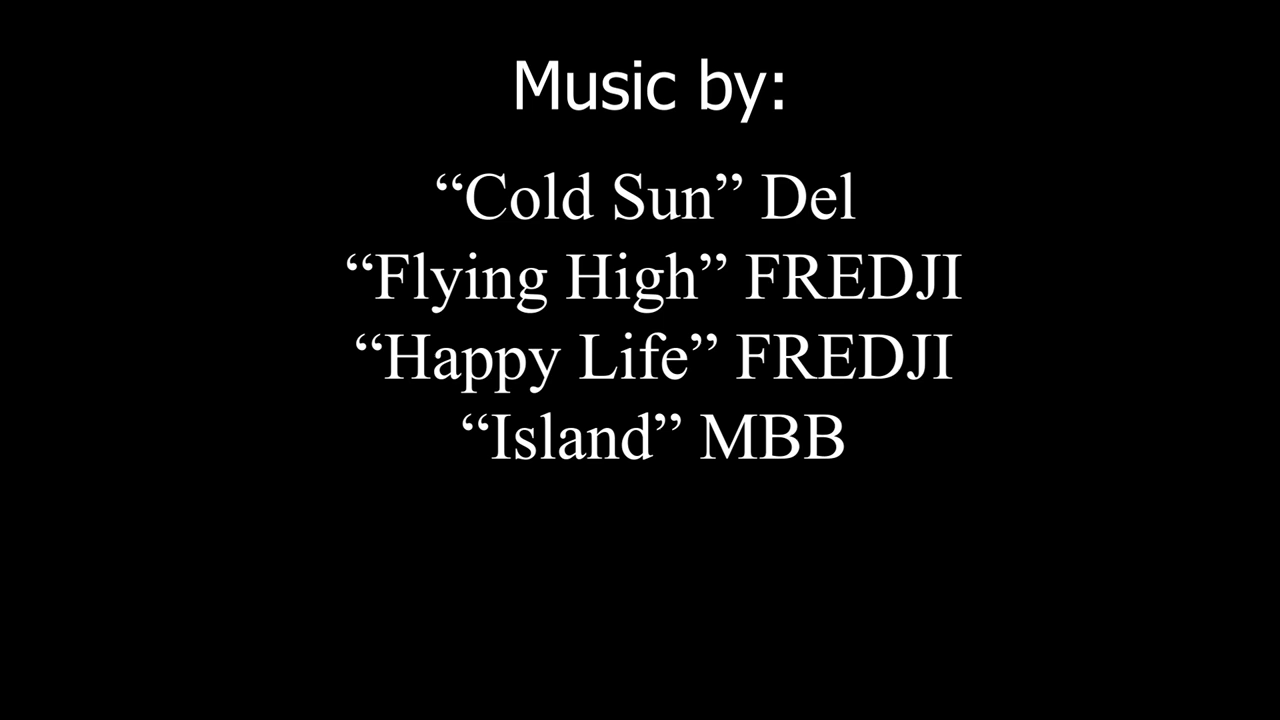 Music by:
“Cold Sun” Del
“Flying High” FREDJI
“Happy Life” FREDJI
“Island” MBB